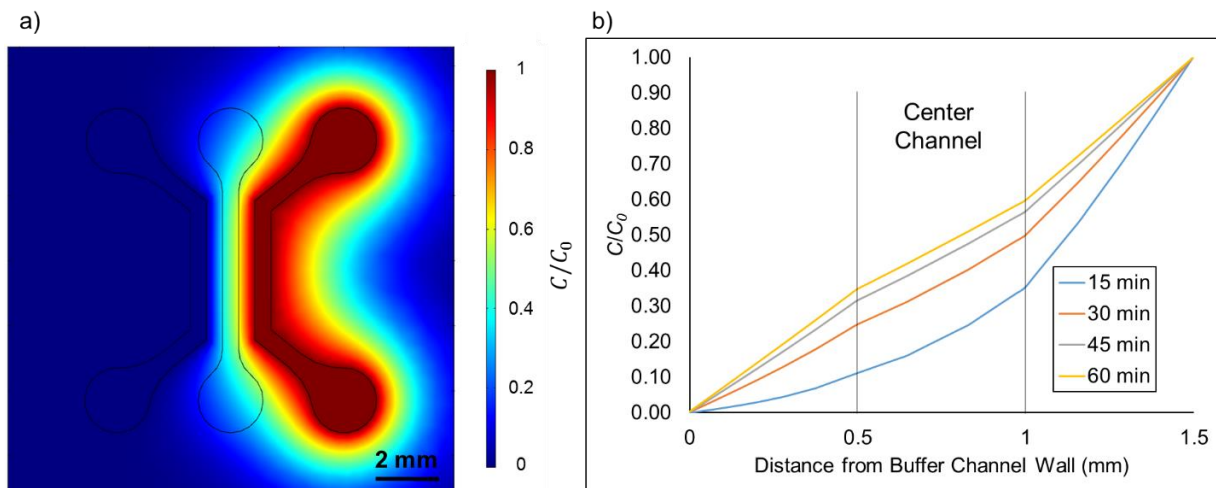 a)
1
0.8
0.6
0.4
0.2
0
C/C₀
2 mm
b)
1.00
0.90
0.80
0.70
0.60
0.50
0.40
0.30
0.20
0.10
0.00
C/C₀
Center
Channel
15 min
30 min
45 min
60 min
0
0.5
1
1.5
Distance from Buffer Channel Wall (mm)